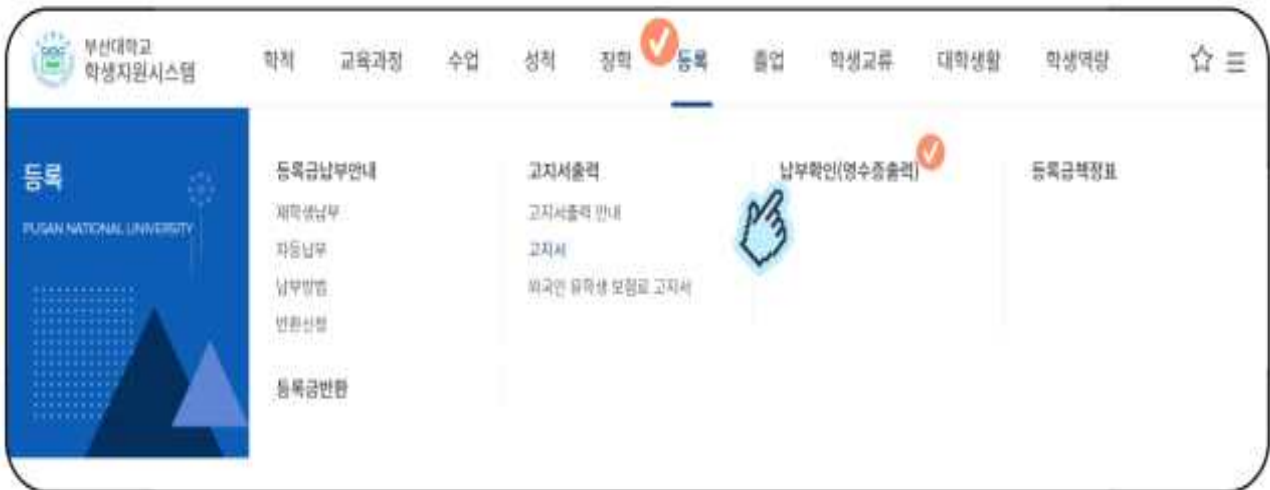 부산대학교
학생지원시스템
학적 교육과정 수업 성적 장학 등록 졸업 학생교류 대학생활 학생역량
등록
PUSAN NATIONAL UNIVERSITY
등록금납부안내 고지서출력 납부확인(영수증출력) 등록금책정표
재학생납부 고지서출력 안내
자동납부 고지서
납부방법 외국인 유학생 보험료 고지서
반환신청
등록금반환